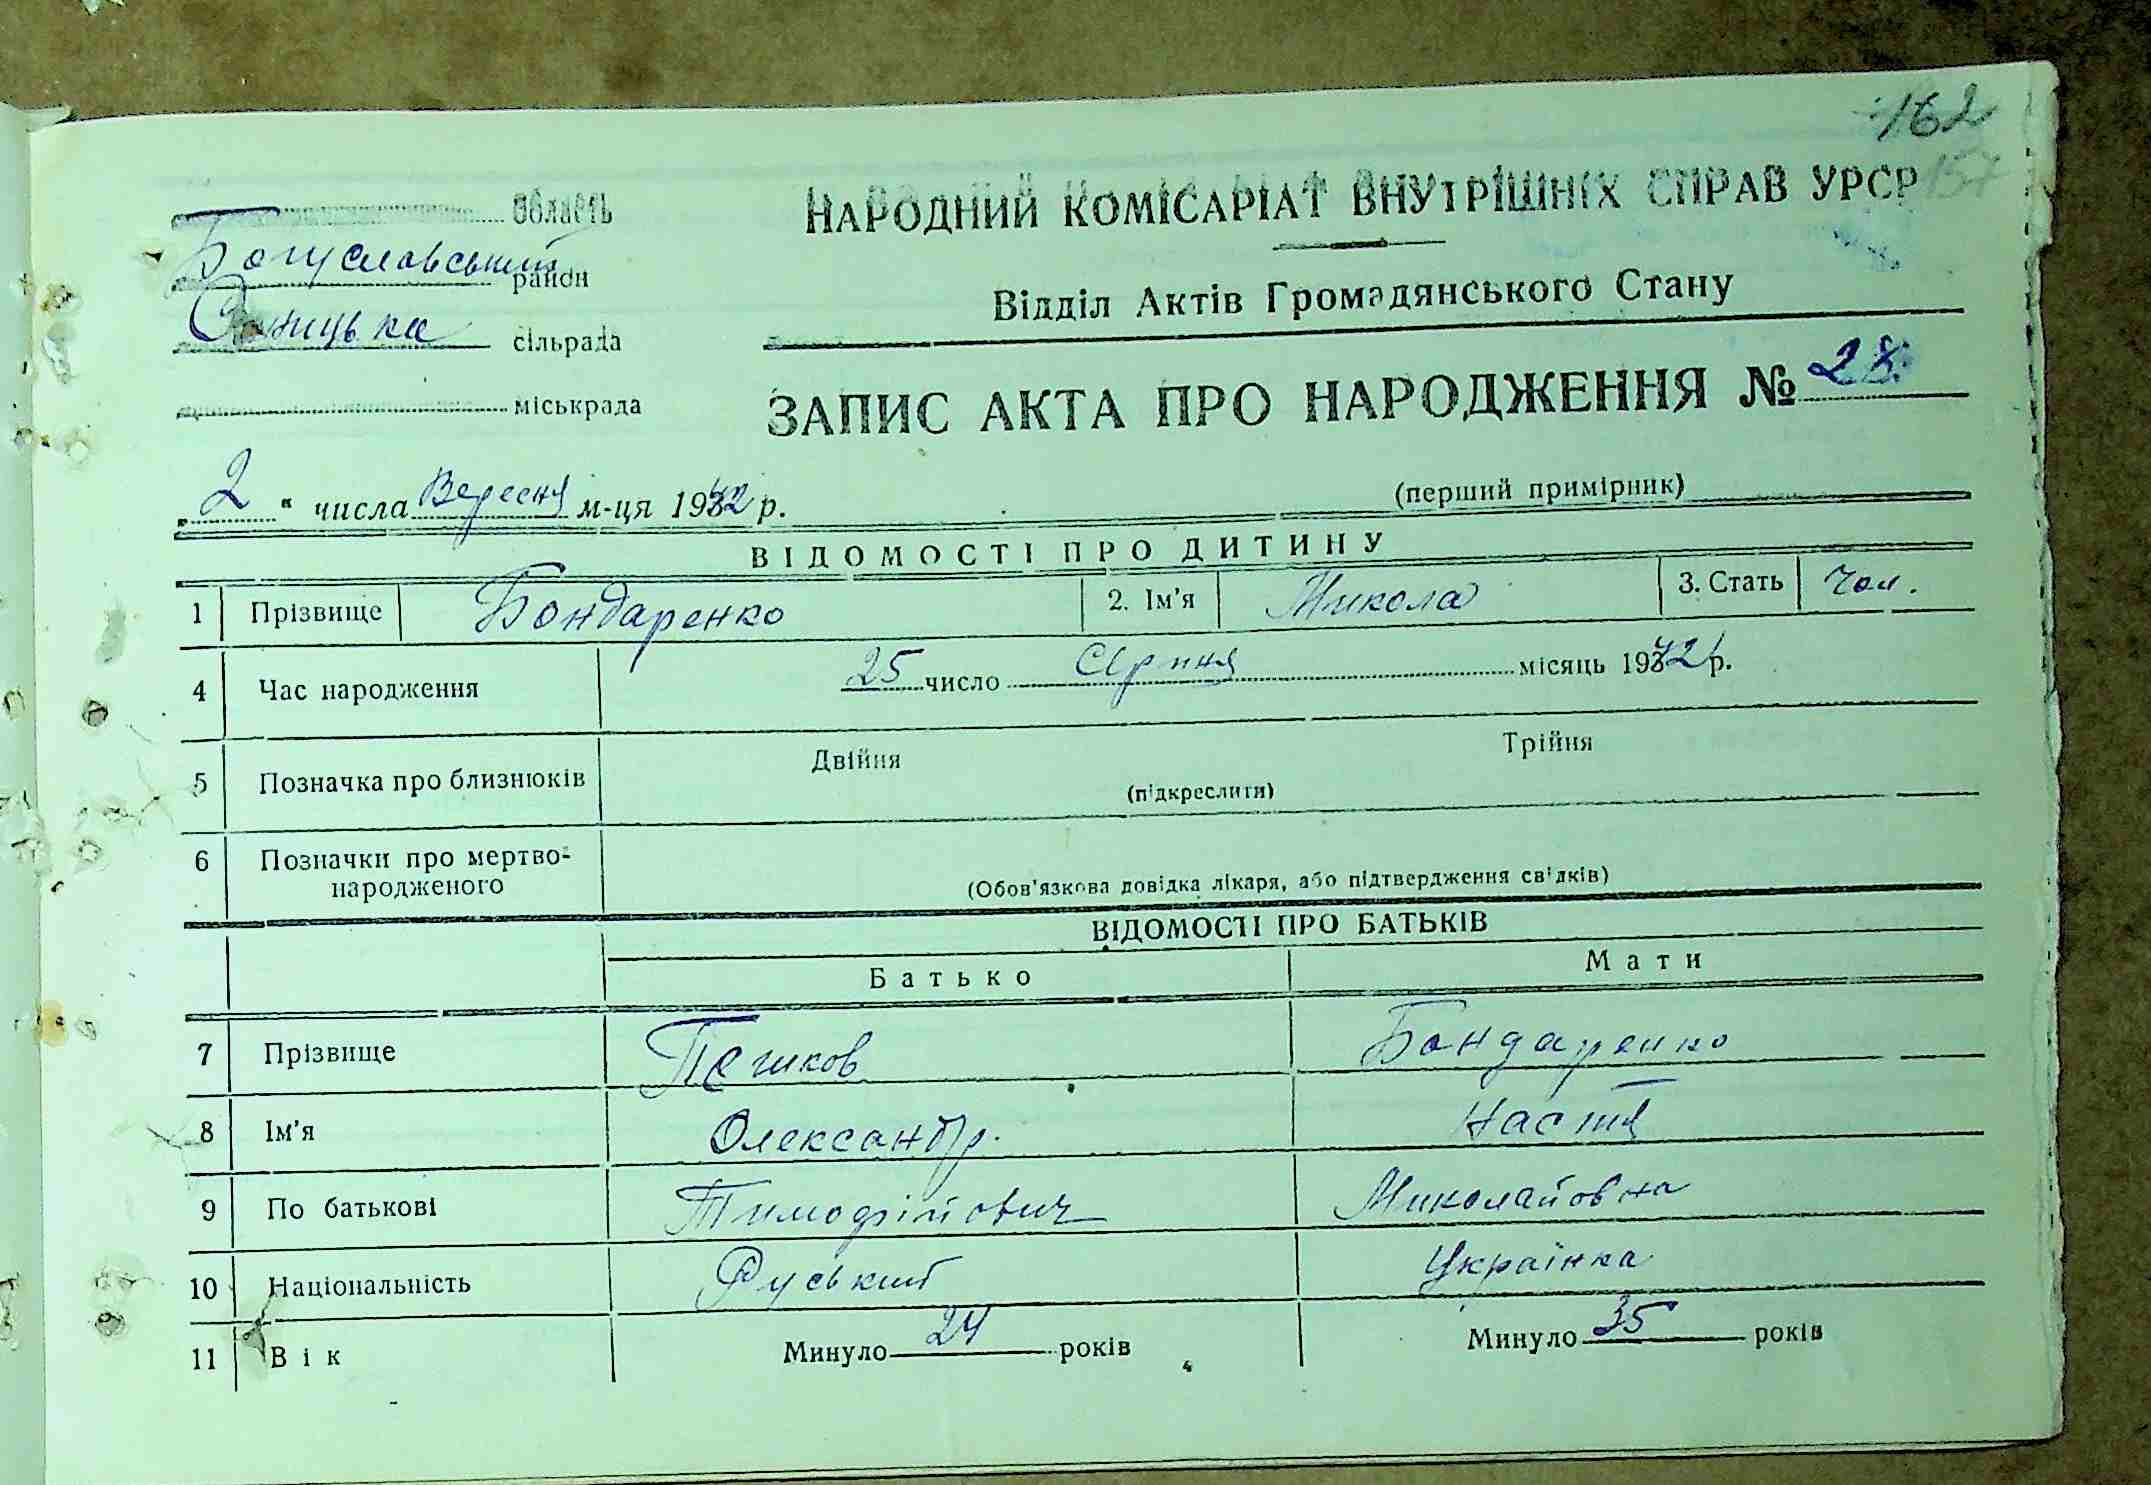 162
157
область НАРОДНИЙ КОМІСАРІАТ ВНУТРІШНІХ СПРАВ УРСР
Богуславський район
Відділ Актів Громадянського Стану
сільрада
міськрада
ЗАПИС АКТА ПРО НАРОДЖЕННЯ № 28
„ 2 " числа Вересня м-ця 1942 р.
(перший примірник)
ВІДОМОСТІ ПРО ДИТИНУ
1 Прізвище Бондаренко 2. Ім'я Микола 3. Стать Чол.
4 Час народження 25 число Серпня місяць 1942 р.
5 Позначка про близнюків Двійня Трійня
(підкреслити)
6 Позначки про мертво-
народженого
(Обов'язкова довідка лікаря, або підтвердження свідків)
ВІДОМОСТІ ПРО БАТЬКІВ
Батько Мати
7 Прізвище Пешков Бондаренко
8 Ім'я Олександр. Настя
9 По батькові Тимофійович Миколайовна
10 Національність Руський Українка
11 Вік Минуло 24 років Минуло 35 років